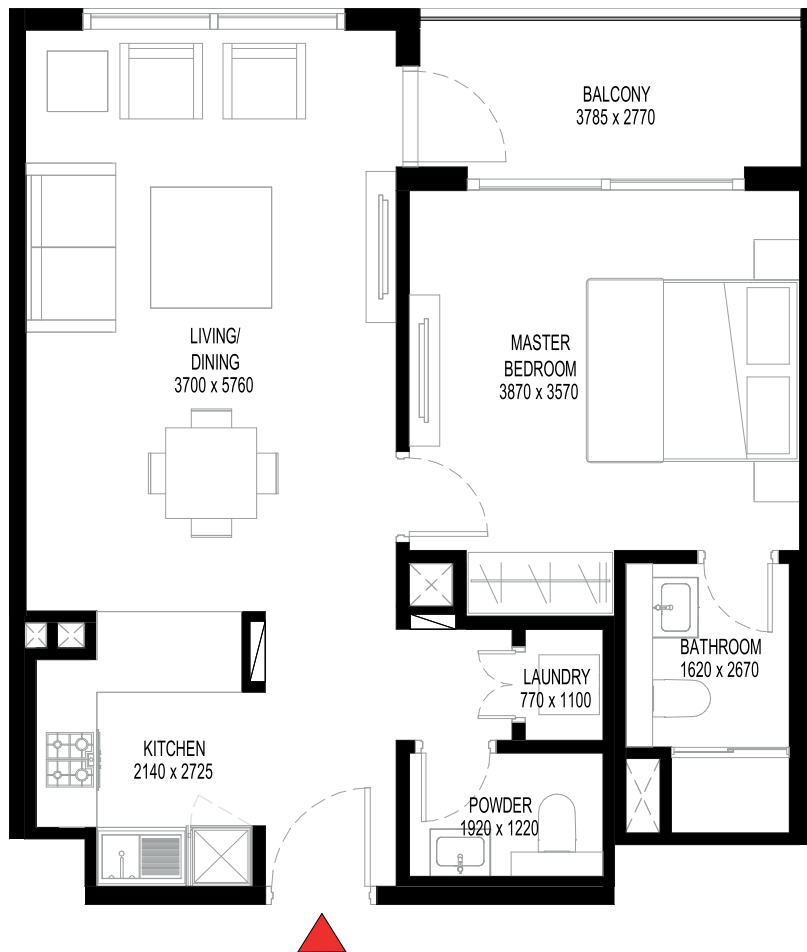 BALCONY
3785 x 2770
LIVING/
DINING
3700 x 5760
MASTER
BEDROOM
3870 x 3570
BATHROOM
1620 x 2670
LAUNDRY
770 x 1100
KITCHEN
2140 x 2725
POWDER
1920 x 1220